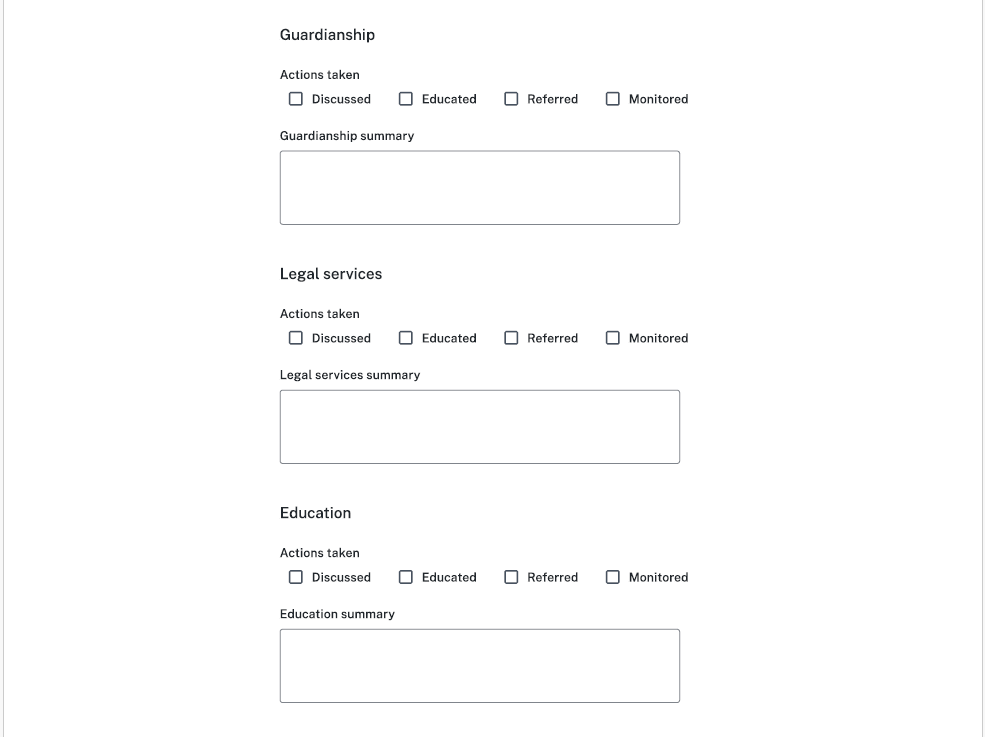 Guardianship
Actions taken
Discussed Educated Referred Monitored
Guardianship summary
Legal services
Actions taken
Discussed Educated Referred Monitored
Legal services summary
Education
Actions taken
Discussed Educated Referred Monitored
Education summary